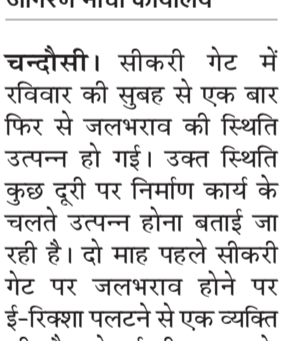 चन्दौसी। सीकरी गेट में
रविवार की सुबह से एक बार
फिर से जलभराव की स्थिति
उत्पन्न हो गई। उक्त स्थिति
कुछ दूरी पर निर्माण कार्य के
चलते उत्पन्न होना बताई जा
रही है। दो माह पहले सीकरी
गेट पर जलभराव होने पर
ई-रिक्शा पलटने से एक व्यक्ति